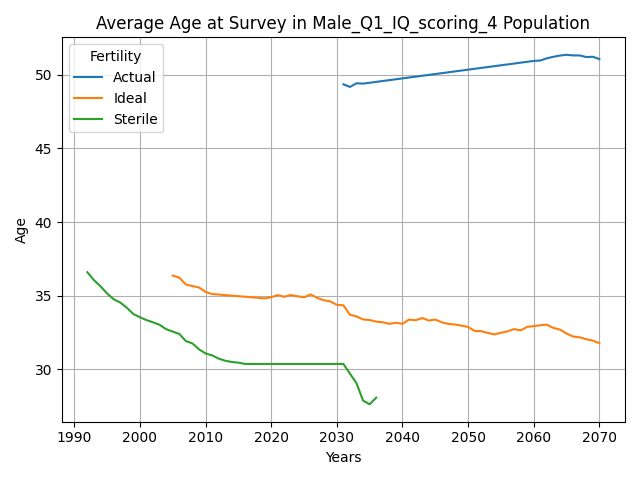 Average Age at Survey in Male_Q1_IQ_scoring_4 Population
Fertility
Actual
Ideal
Sterile
Age
50
45
40
35
30
1990 2000 2010 2020 2030 2040 2050 2060 2070
Years